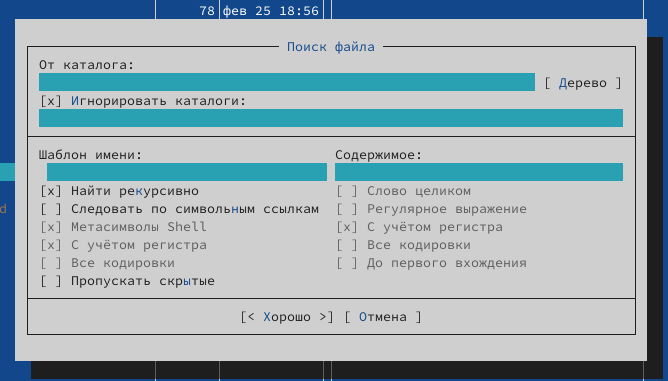 78 фев 25 18:56
Поиск файла
От каталога:
[ Дерево ]
[x] Игнорировать каталоги:
Шаблон имени: Содержимое:
[x] Найти рекурсивно [ ] Слово целиком
[ ] Следовать по символьным ссылкам [ ] Регулярное выражение
[x] Метасимволы Shell [x] С учётом регистра
[x] С учётом регистра [ ] Все кодировки
[ ] Все кодировки [ ] До первого вхождения
[ ] Пропускать скрытые
[< Хорошо >] [ Отмена ]
d